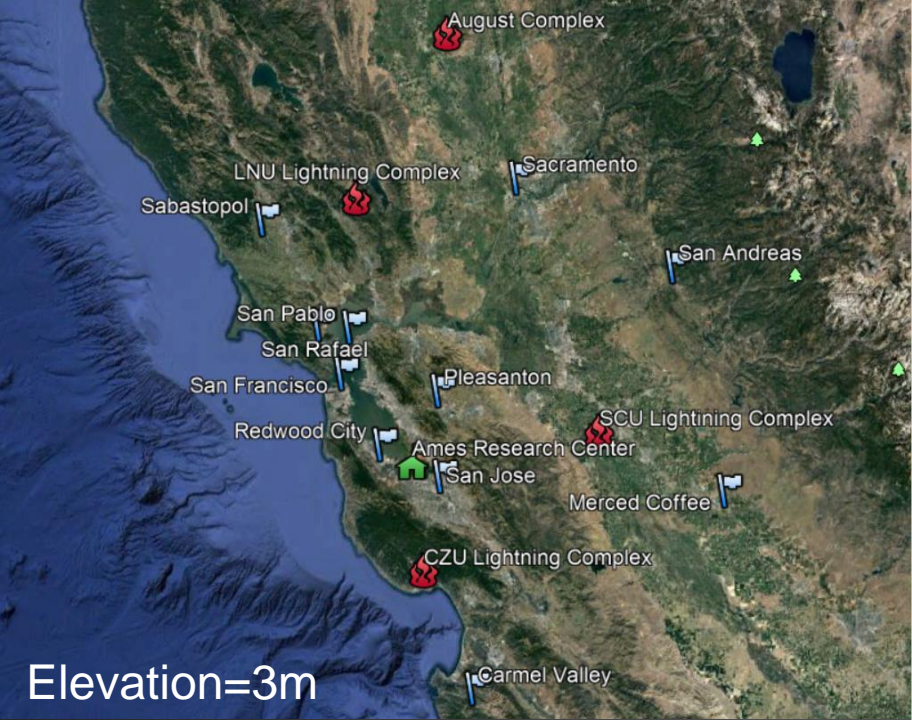 August Complex
Sacramento
LNU Lightning Complex
Sabastopol
San Andreas
San Pablo
San Rafael
Pleasanton
San Francisco
SCU Lightining Complex
Redwood City
Ames Research Center
San Jose
Merced Coffee
CZU Lightning Complex
Carmel Valley
Elevation=3m